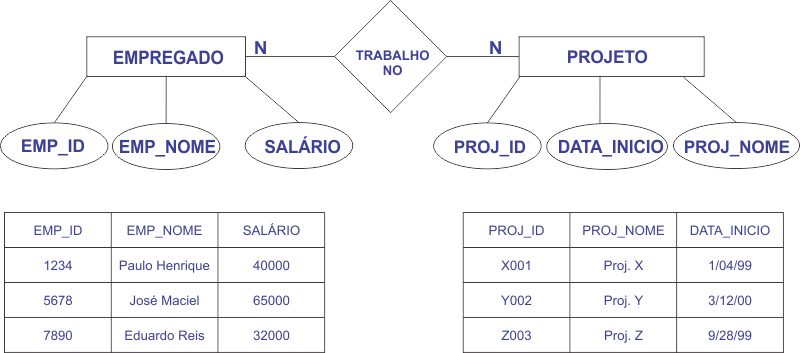 EMPREGADO N TRABALHO NO N PROJETO
EMP_ID EMP_NOME SALÁRIO PROJ_ID DATA_INICIO PROJ_NOME
EMP_ID EMP_NOME SALÁRIO
1234 Paulo Henrique 40000
5678 José Maciel 65000
7890 Eduardo Reis 32000
PROJ_ID PROJ_NOME DATA_INICIO
X001 Proj. X 1/04/99
Y002 Proj. Y 3/12/00
Z003 Proj. Z 9/28/99